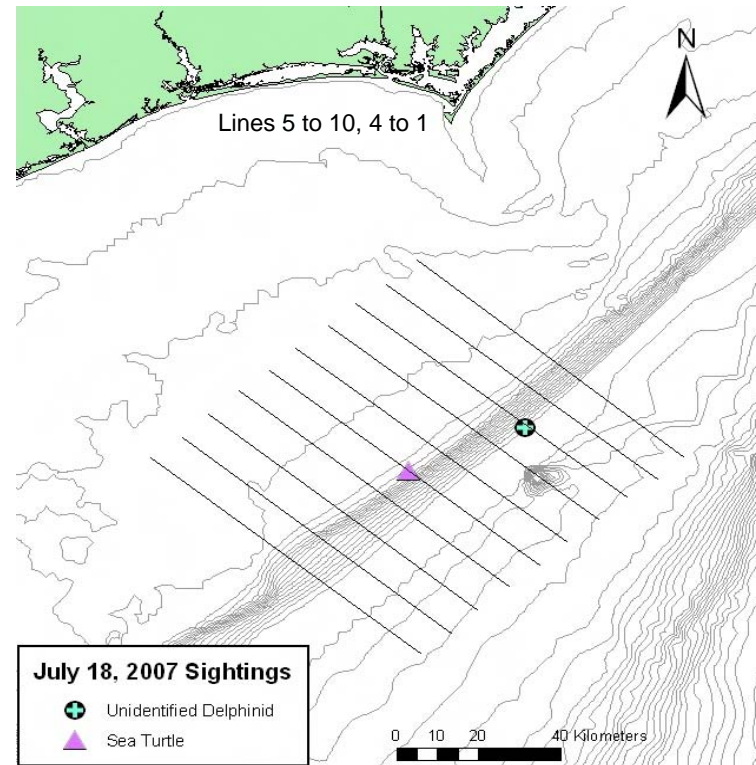 N
Lines 5 to 10, 4 to 1
July 18, 2007 Sightings
Unidentified Delphinid
Sea Turtle
0 10 20 40 Kilometers